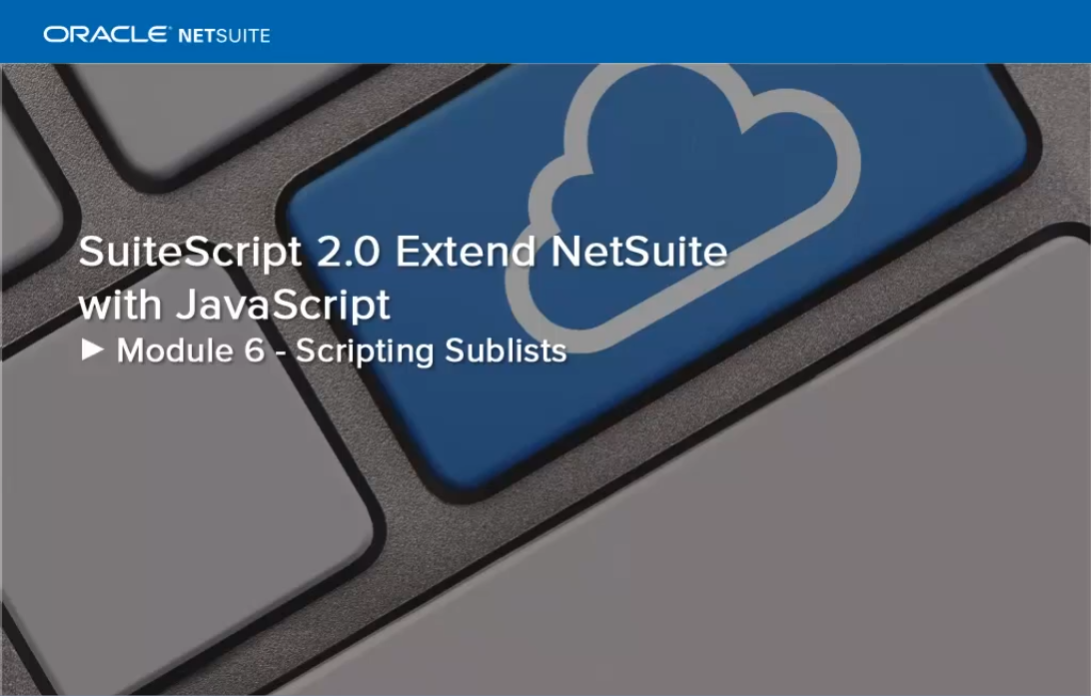 ORACLE NETSUITE
SuiteScript 2.0 Extend NetSuite
with JavaScript
► Module 6 - Scripting Sublists